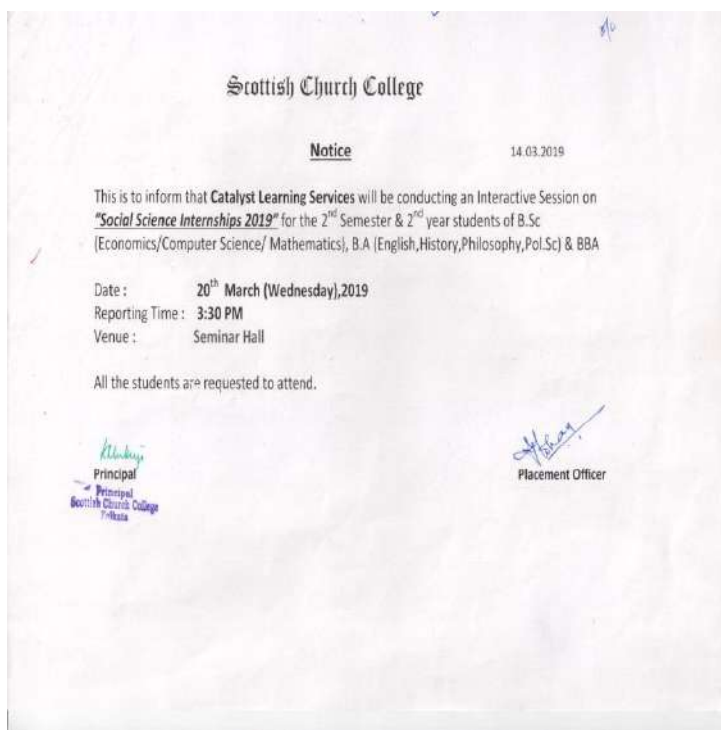 Scottish Church College
Notice
14.03.2019
This is to inform that Catalyst Learning Services will be conducting an Interactive Session on
"Social Science Internships 2019" for the 2nd Semester & 2nd year students of B.Sc
(Economics/Computer Science/ Mathematics), B.A (English,History,Philosophy,Pol.Sc) & BBA
Date : 20th March (Wednesday),2019
Reporting Time : 3:30 PM
Venue : Seminar Hall
All the students are requested to attend.
Principal
Principal
Scottish Church College
Kolkata
Placement Officer